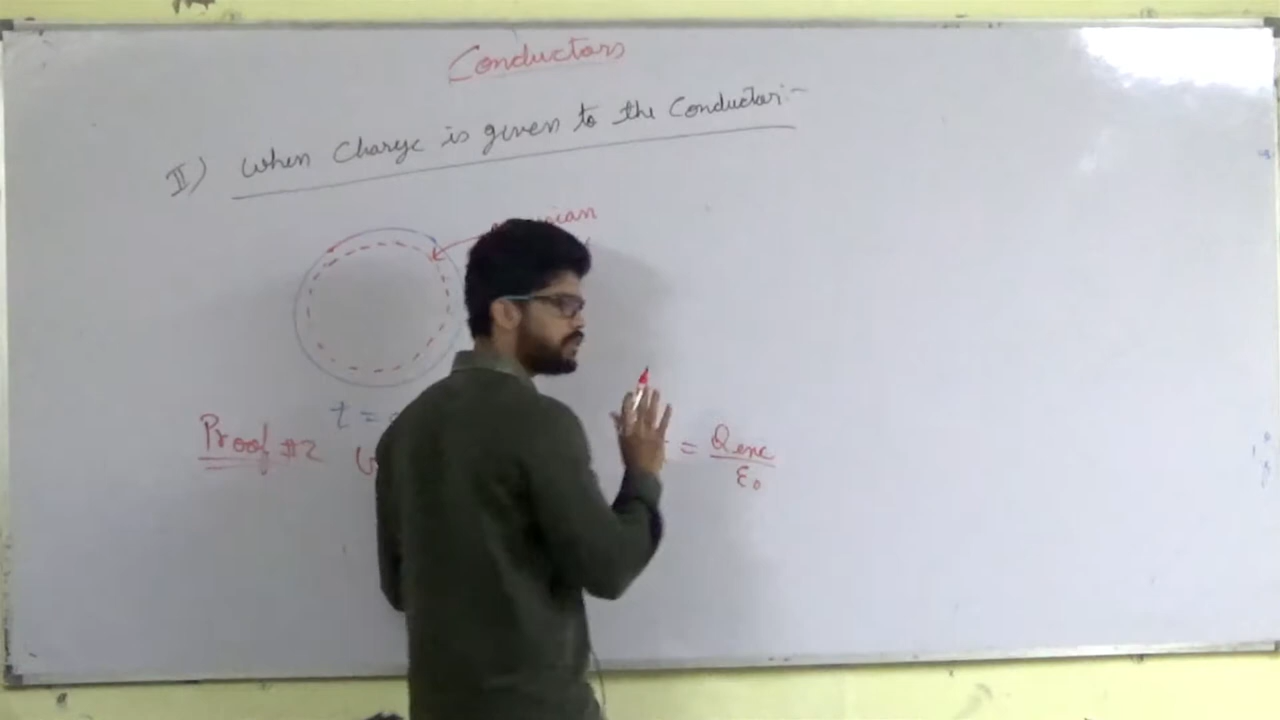 Conductors
II) When Charge is given to the Conductor:-
t =
Proof #2
= Qenc
ε₀